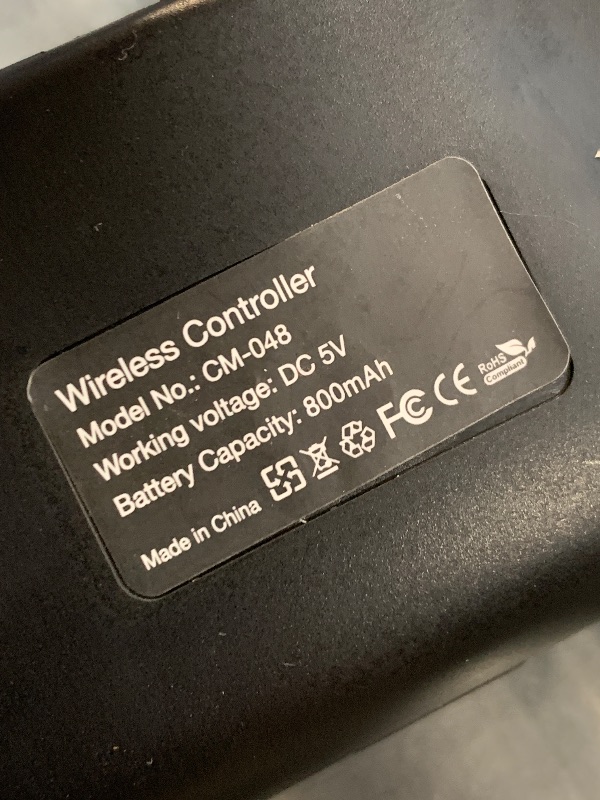 Wireless Controller
Model No.: CM-048
Working voltage: DC 5V
Battery Capacity: 800mAh
Made in China
FC CE RoHS
Compliant